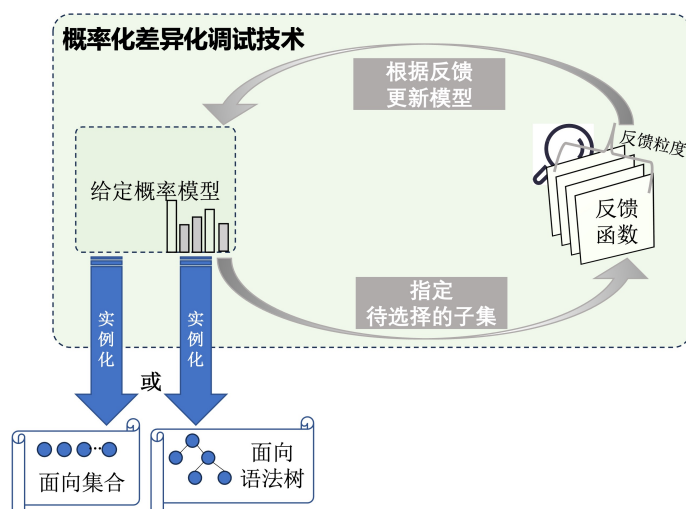 概率化差异化调试技术
根据反馈
更新模型
反馈粒度
给定概率模型
反馈
函数
指定
待选择的子集
实例化
实例化
或
面向集合
面向
语法树